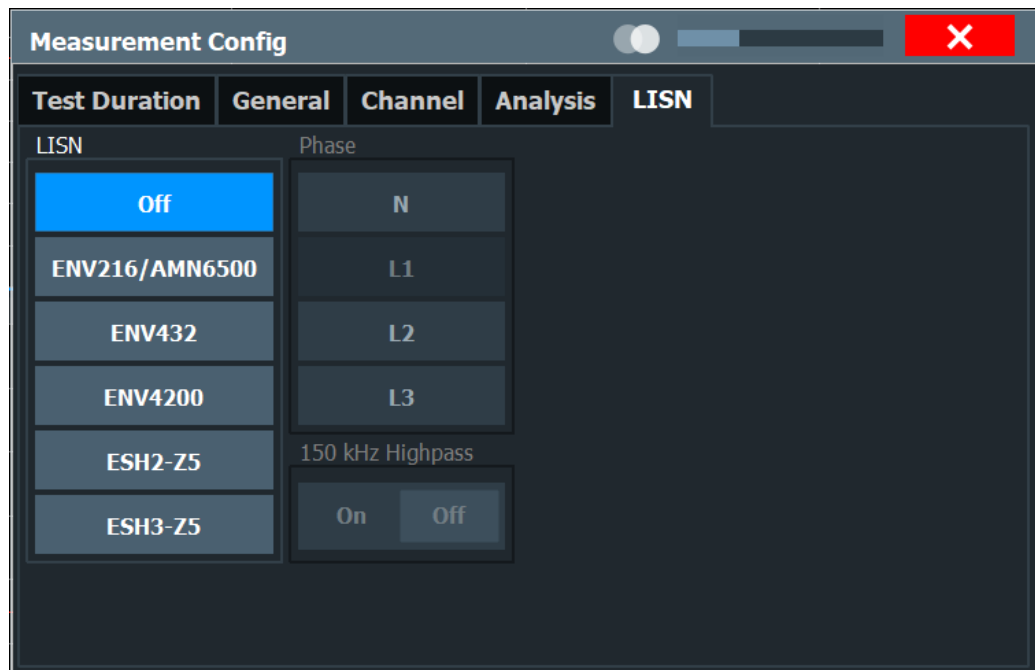 Measurement Config
Test Duration General Channel Analysis LISN
LISN Phase
Off N
ENV216/AMN6500 L1
ENV432 L2
ENV4200 L3
150 kHz Highpass
ESH2-Z5
On Off
ESH3-Z5